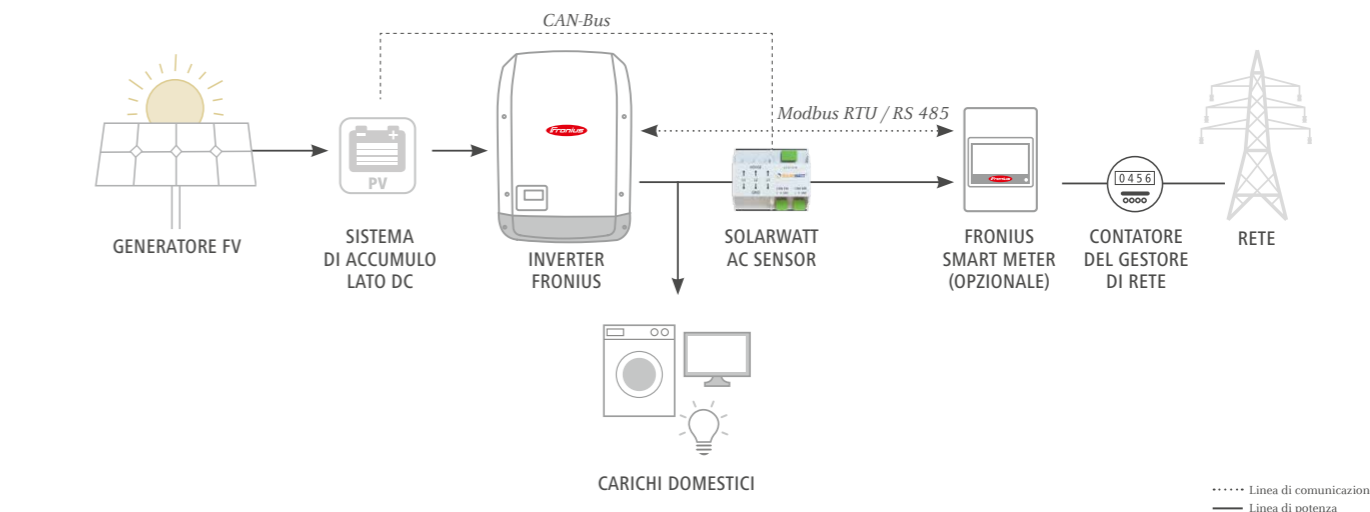 CAN-Bus
Fronius
Modbus RTU / RS 485
PV
Fronius
0456
GENERATORE FV
SISTEMA
DI ACCUMULO
LATO DC
INVERTER
FRONIUS
SOLARWATT
AC SENSOR
FRONIUS
SMART METER
(OPZIONALE)
CONTATORE
DEL GESTORE
DI RETE
RETE
CARICHI DOMESTICI
Linea di comunicazion
Linea di potenza